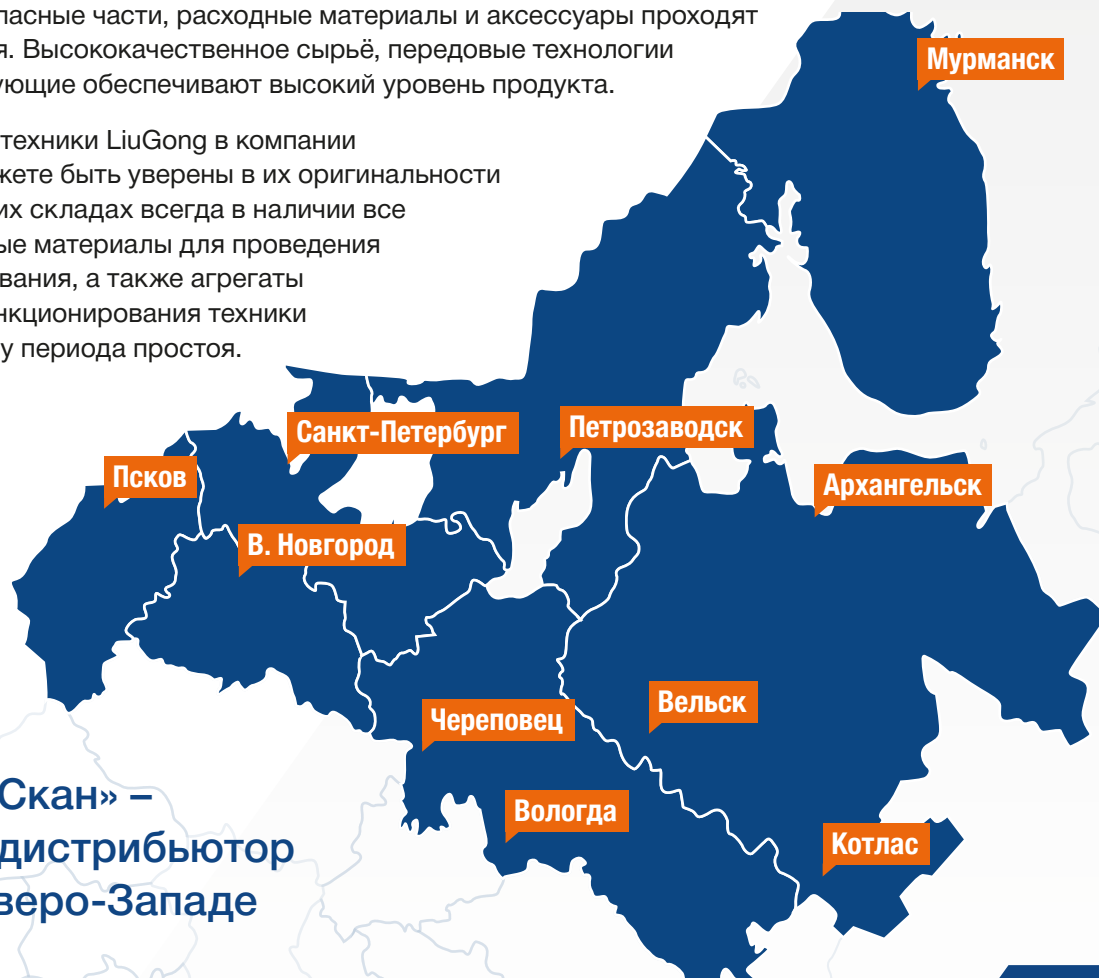 пасные части, расходные материалы и аксессуары проходят
я. Высококачественное сырьё, передовые технологии
ующие обеспечивают высокий уровень продукта.
техники LiuGong в компании
жете быть уверены в их оригинальности
их складах всегда в наличии все
ые материалы для проведения
вания, а также агрегаты
нкционирования техники
у периода простоя.
Мурманск
Санкт-Петербург
Петрозаводск
Псков
Архангельск
В. Новгород
Вельск
Череповец
Вологда
Котлас
Скан» –
дистрибьютор
веро-Западе